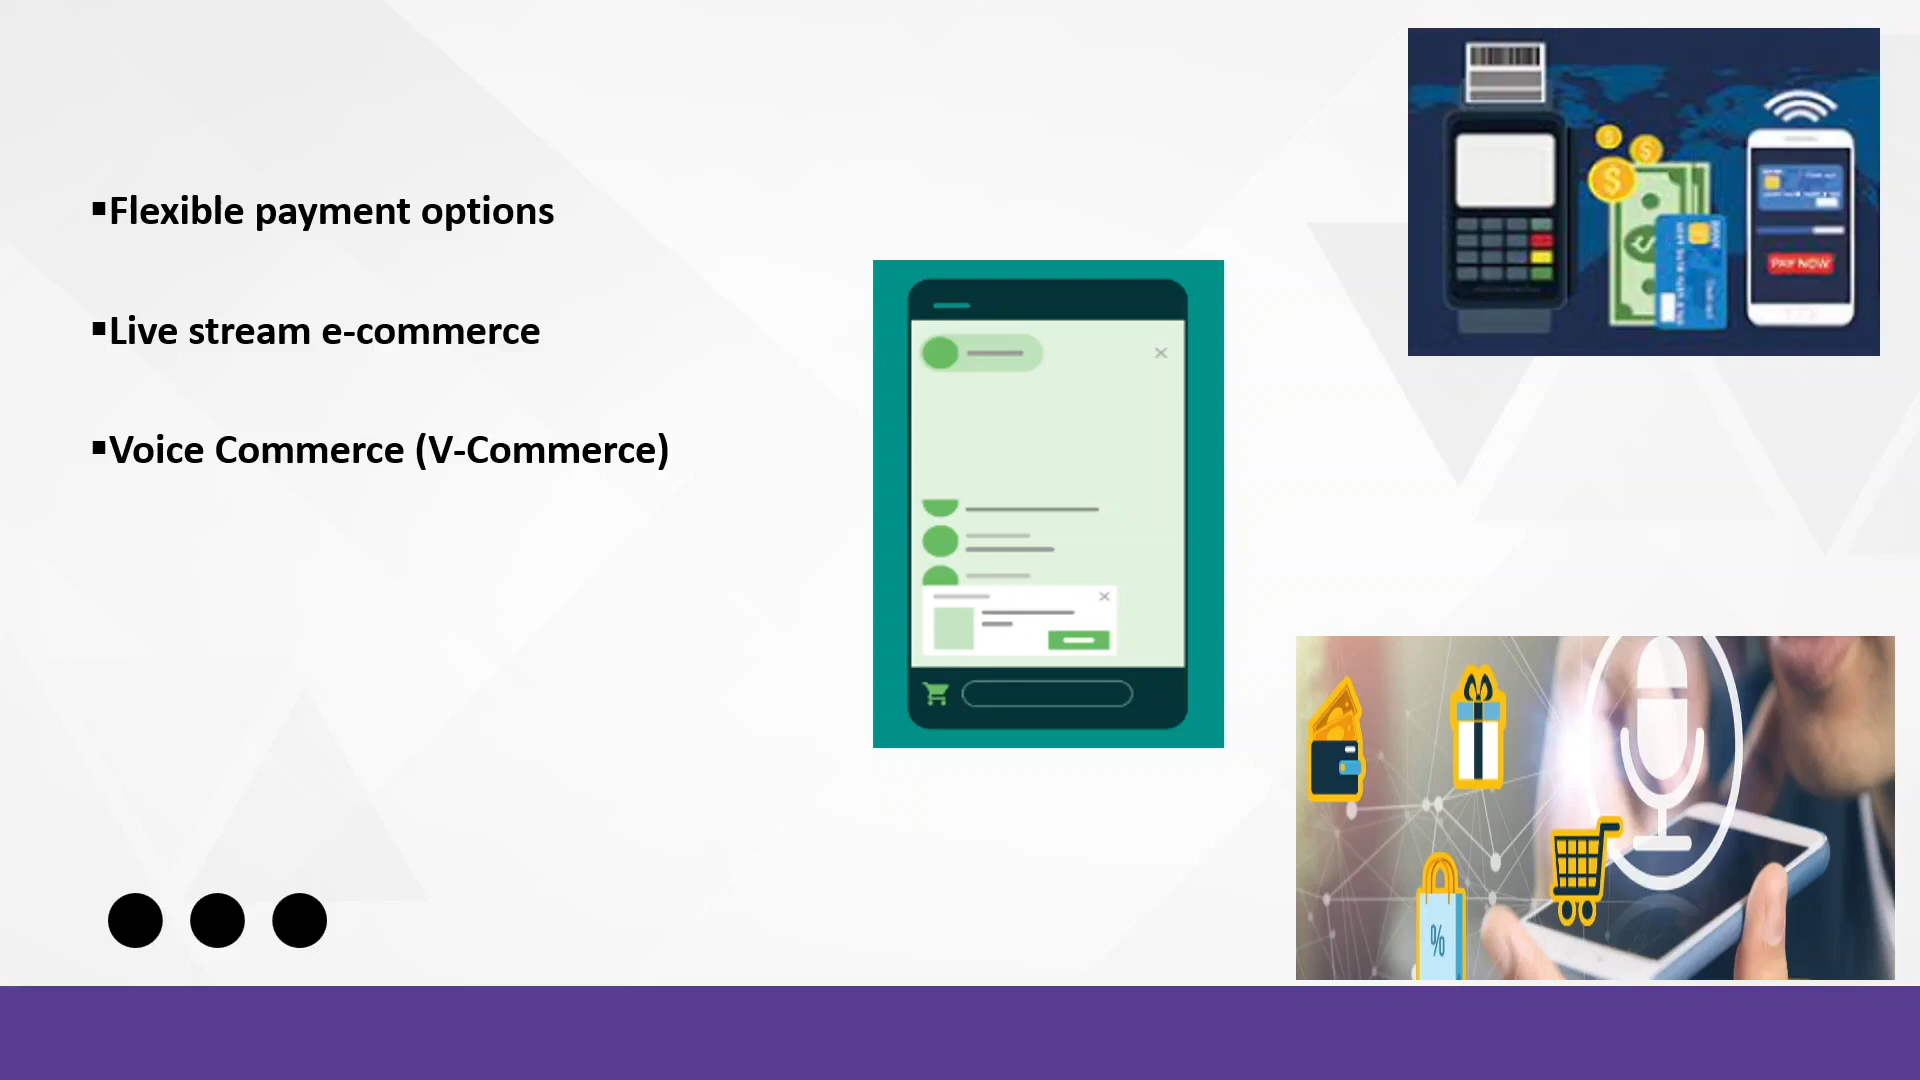 ▪Flexible payment options
▪Live stream e-commerce
▪Voice Commerce (V-Commerce)
PAY NOW
%